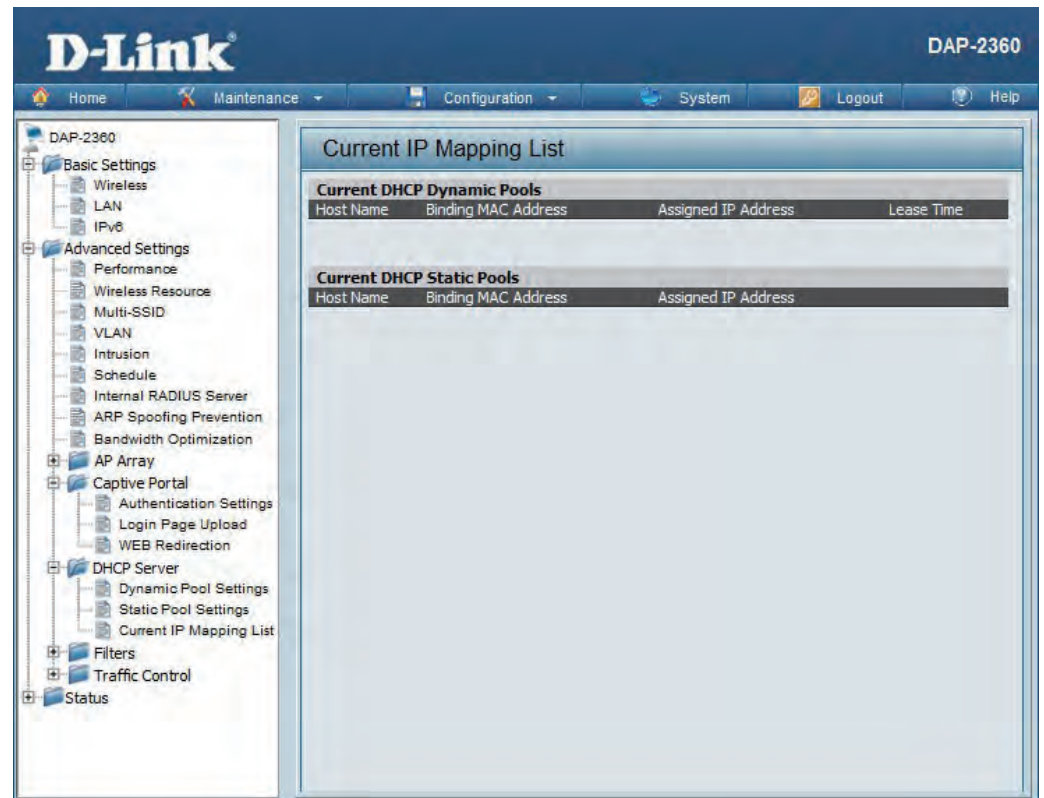 D-Link
DAP-2360
Home Maintenance Configuration System Logout Help
DAP-2360
Basic Settings
Wireless
LAN
IPv6
Advanced Settings
Performance
Wireless Resource
Multi-SSID
VLAN
Intrusion
Schedule
Internal RADIUS Server
ARP Spoofing Prevention
Bandwidth Optimization
AP Array
Captive Portal
Authentication Settings
Login Page Upload
WEB Redirection
DHCP Server
Dynamic Pool Settings
Static Pool Settings
Current IP Mapping List
Filters
Traffic Control
Status
Current IP Mapping List
Current DHCP Dynamic Pools
Host Name Binding MAC Address Assigned IP Address Lease Time
Current DHCP Static Pools
Host Name Binding MAC Address Assigned IP Address